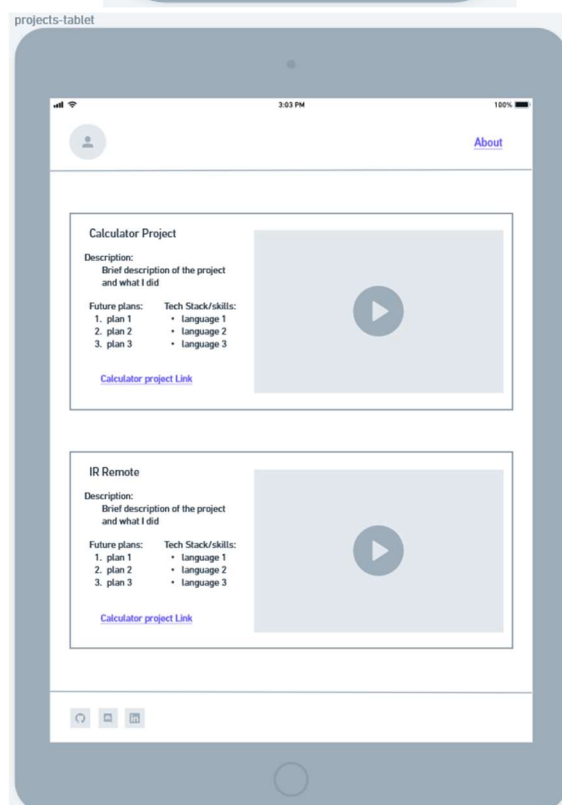 projects-tablet
3:03 PM
100%
About
Calculator Project
Description:
Brief description of the project
and what I did
Future plans:
1. plan 1
2. plan 2
3. plan 3
Tech Stack/skills:
• language 1
• language 2
• language 3
Calculator project Link
IR Remote
Description:
Brief description of the project
and what I did
Future plans:
1. plan 1
2. plan 2
3. plan 3
Tech Stack/skills:
• language 1
• language 2
• language 3
Calculator project Link
in